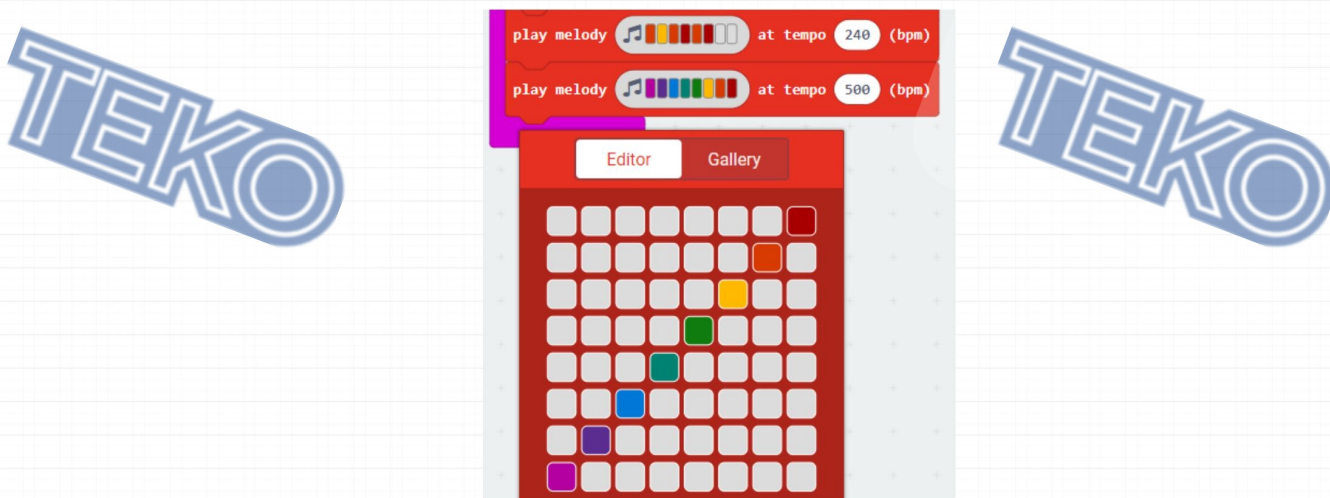 play melody at tempo 240 (bpm)
play melody at tempo 500 (bpm)
Editor Gallery
TEKO
TEKO